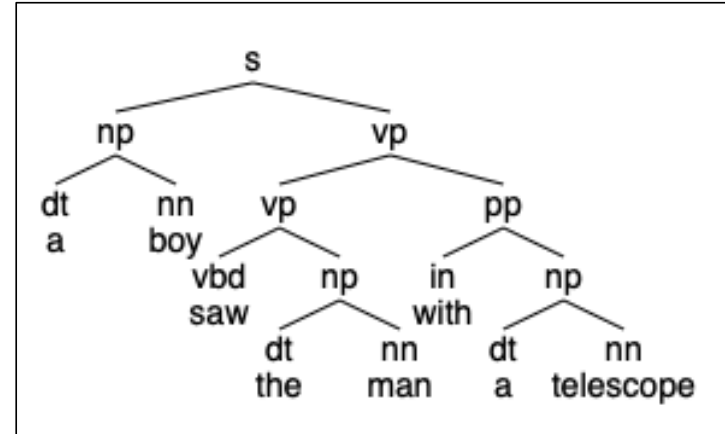 s
np vp
dt nn vp pp
a boy
vbd np in np
saw with
dt nn dt nn
the man a telescope